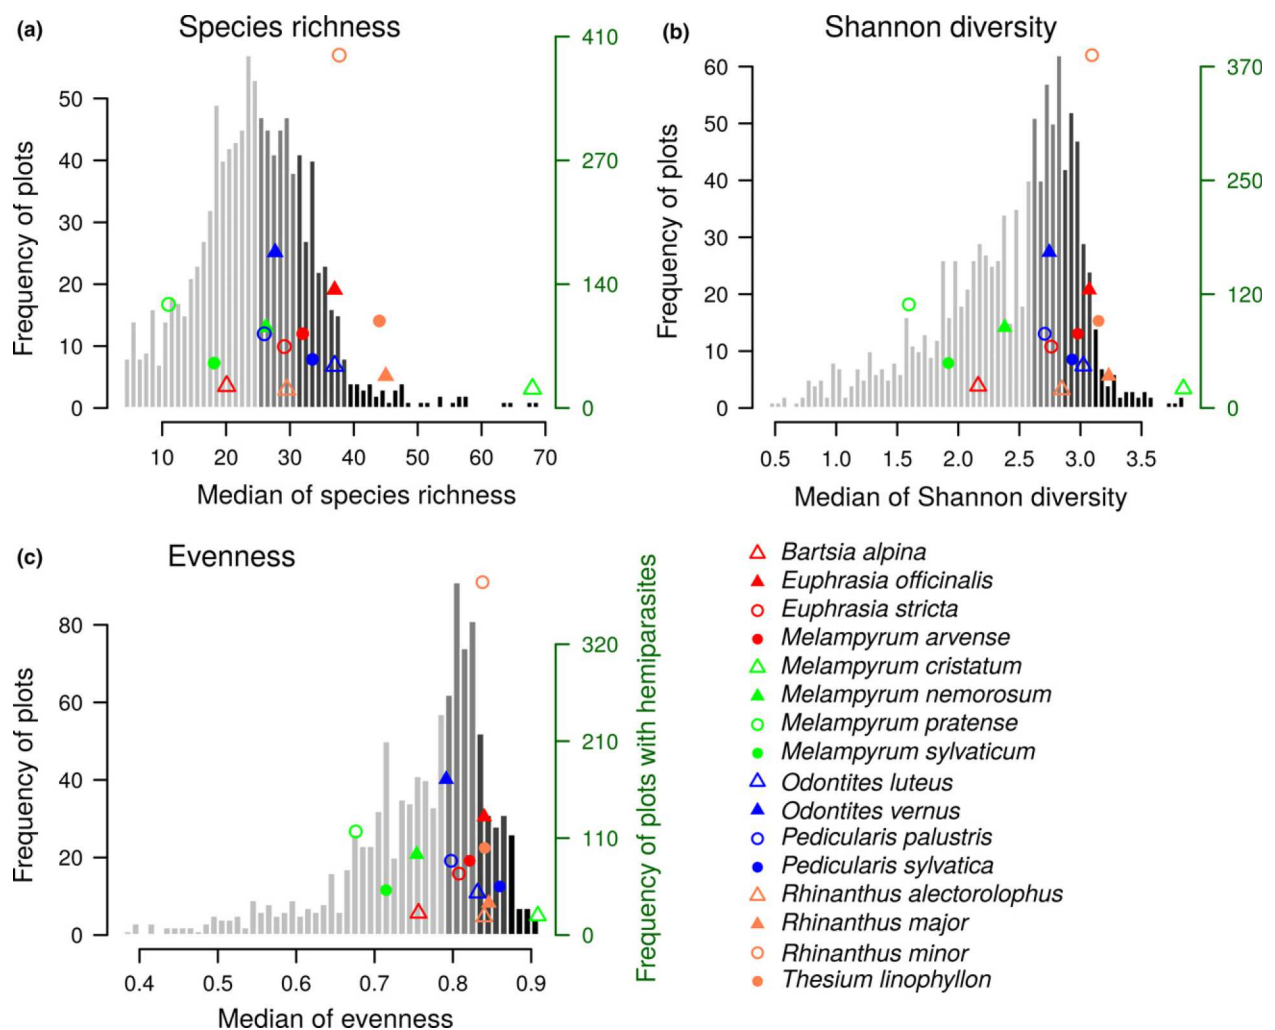 (a) Species richness
Frequency of plots
0 10 20 30 40 50
0 140 270 410
10 20 30 40 50 60 70
Median of species richness
(b) Shannon diversity
Frequency of plots
0 10 20 30 40 50 60
0 120 250 370
0.5 1.0 1.5 2.0 2.5 3.0 3.5
Median of Shannon diversity
(c) Evenness
Frequency of plots
0 20 40 60 80
0 110 210 320
Frequency of plots with hemiparasites
0.4 0.5 0.6 0.7 0.8 0.9
Median of evenness
Bartsia alpina
Euphrasia officinalis
Euphrasia stricta
Melampyrum arvense
Melampyrum cristatum
Melampyrum nemorosum
Melampyrum pratense
Melampyrum sylvaticum
Odontites luteus
Odontites vernus
Pedicularis palustris
Pedicularis sylvatica
Rhinanthus alectorolophus
Rhinanthus major
Rhinanthus minor
Thesium linophyllon